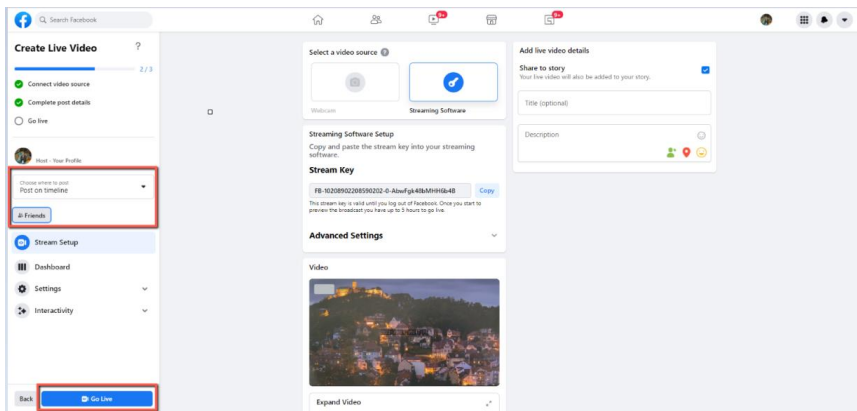 Search Facebook
9+
9+
Create Live Video
?
2 / 3
Connect video source
Complete post details
Go live
Host - Your Profile
Choose where to post
Post on timeline
Friends
Stream Setup
Dashboard
Settings
Interactivity
Back
Go Live
Select a video source
Webcam
Streaming Software
Streaming Software Setup
Copy and paste the stream key into your streaming
software.
Stream Key
Copy
This stream key is valid until you log out of Facebook. Once you start to
preview the broadcast you have up to 5 hours to go live.
Advanced Settings
Video
Expand Video
Add live video details
Share to story
Your live video will also be added to your story.
Title (optional)
Description